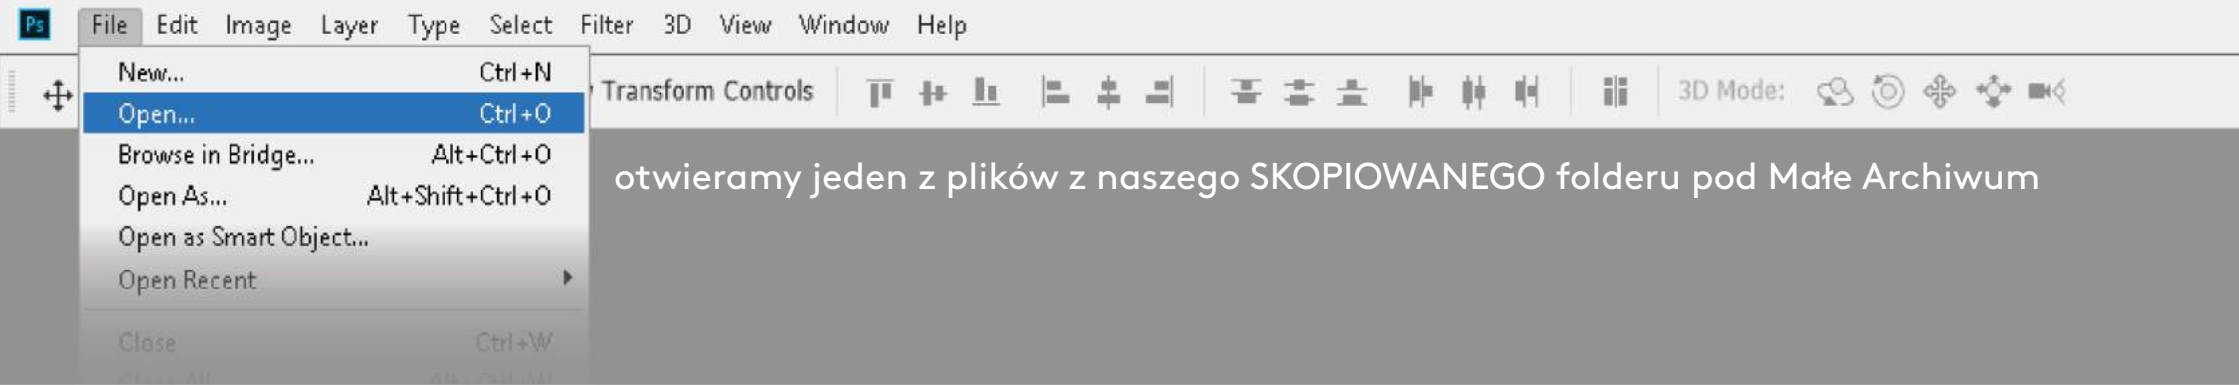 Ps File Edit Image Layer Type Select Filter 3D View Window Help
New... Ctrl+N
Transform Controls
3D Mode:
Open... Ctrl+O
Browse in Bridge... Alt+Ctrl+O
Open As... Alt+Shift+Ctrl+O
Open as Smart Object...
Open Recent
Close Ctrl+W
otwieramy jeden z plików z naszego SKOPIOWANEGO folderu pod Małe Archiwum